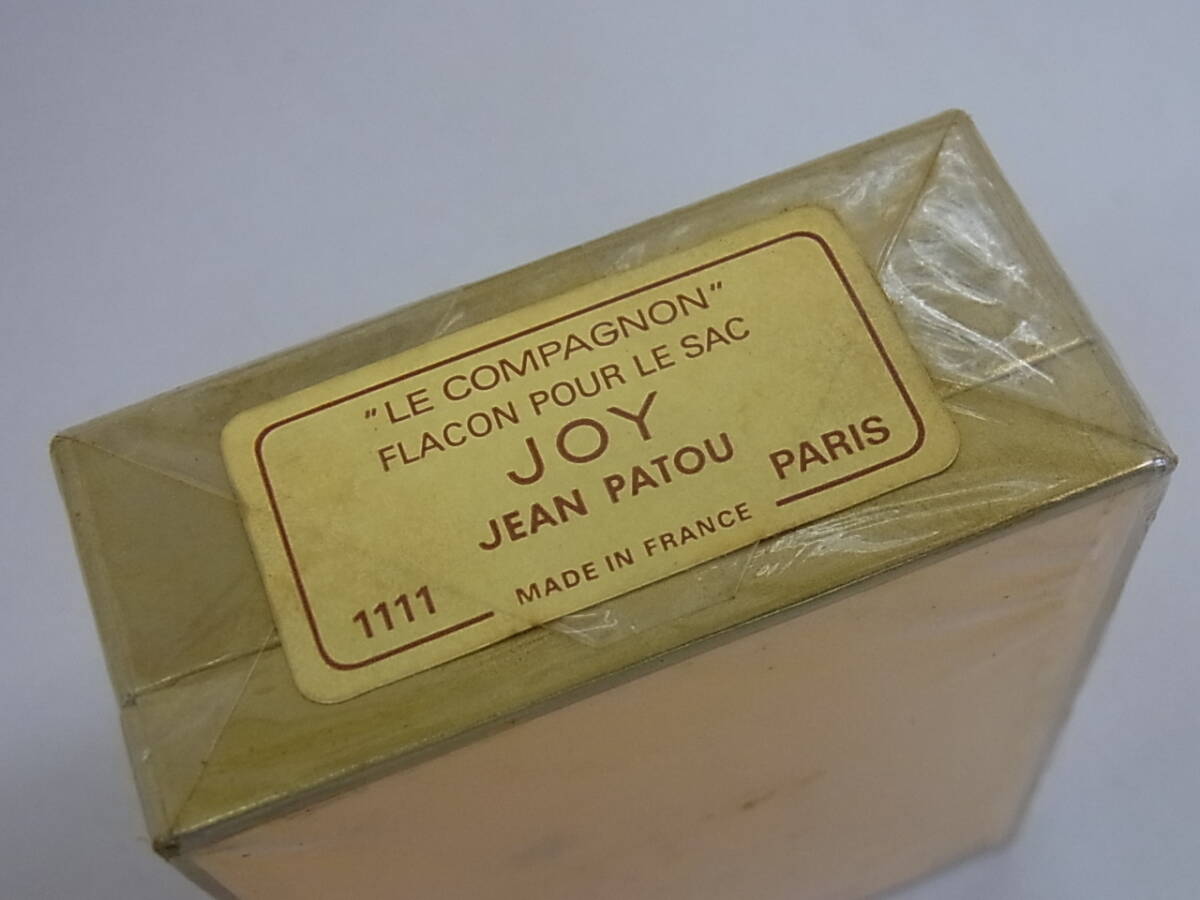 "LE COMPAGNON"
FLACON POUR LE SAC
JOY
JEAN PATOU PARIS
1111 MADE IN FRANCE